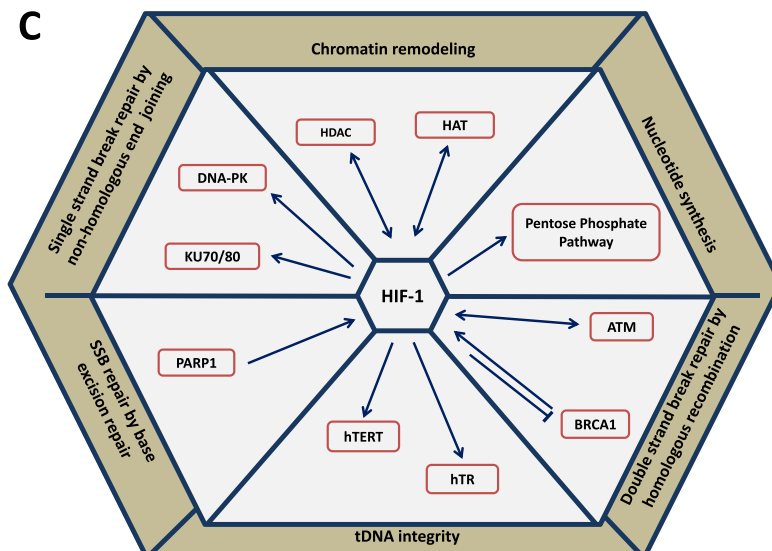 C
Chromatin remodeling
Single strand break repair by
non-homologous end joining
Nucleotide synthesis
HDAC
HAT
DNA-PK
KU70/80
Pentose Phosphate
Pathway
HIF-1
ATM
PARP1
BRCA1
hTERT
hTR
SSB repair by base
excision repair
Double strand break repair by
homologous recombination
tDNA integrity